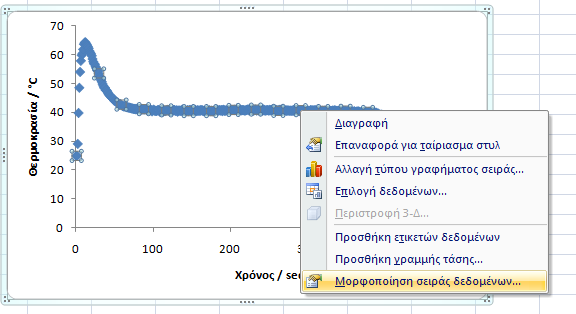 70
60
50
40
30
20
10
0
Θερμοκρασία / °C
0
100
200
3
Χρόνος / sec
Διαγραφή
Επαναφορά για ταίριασμα στυλ
Αλλαγή τύπου γραφήματος σειράς...
Επιλογή δεδομένων...
Περιστροφή 3-Δ...
Προσθήκη ετικετών δεδομένων
Προσθήκη γραμμής τάσης...
Μορφοποίηση σειράς δεδομένων...